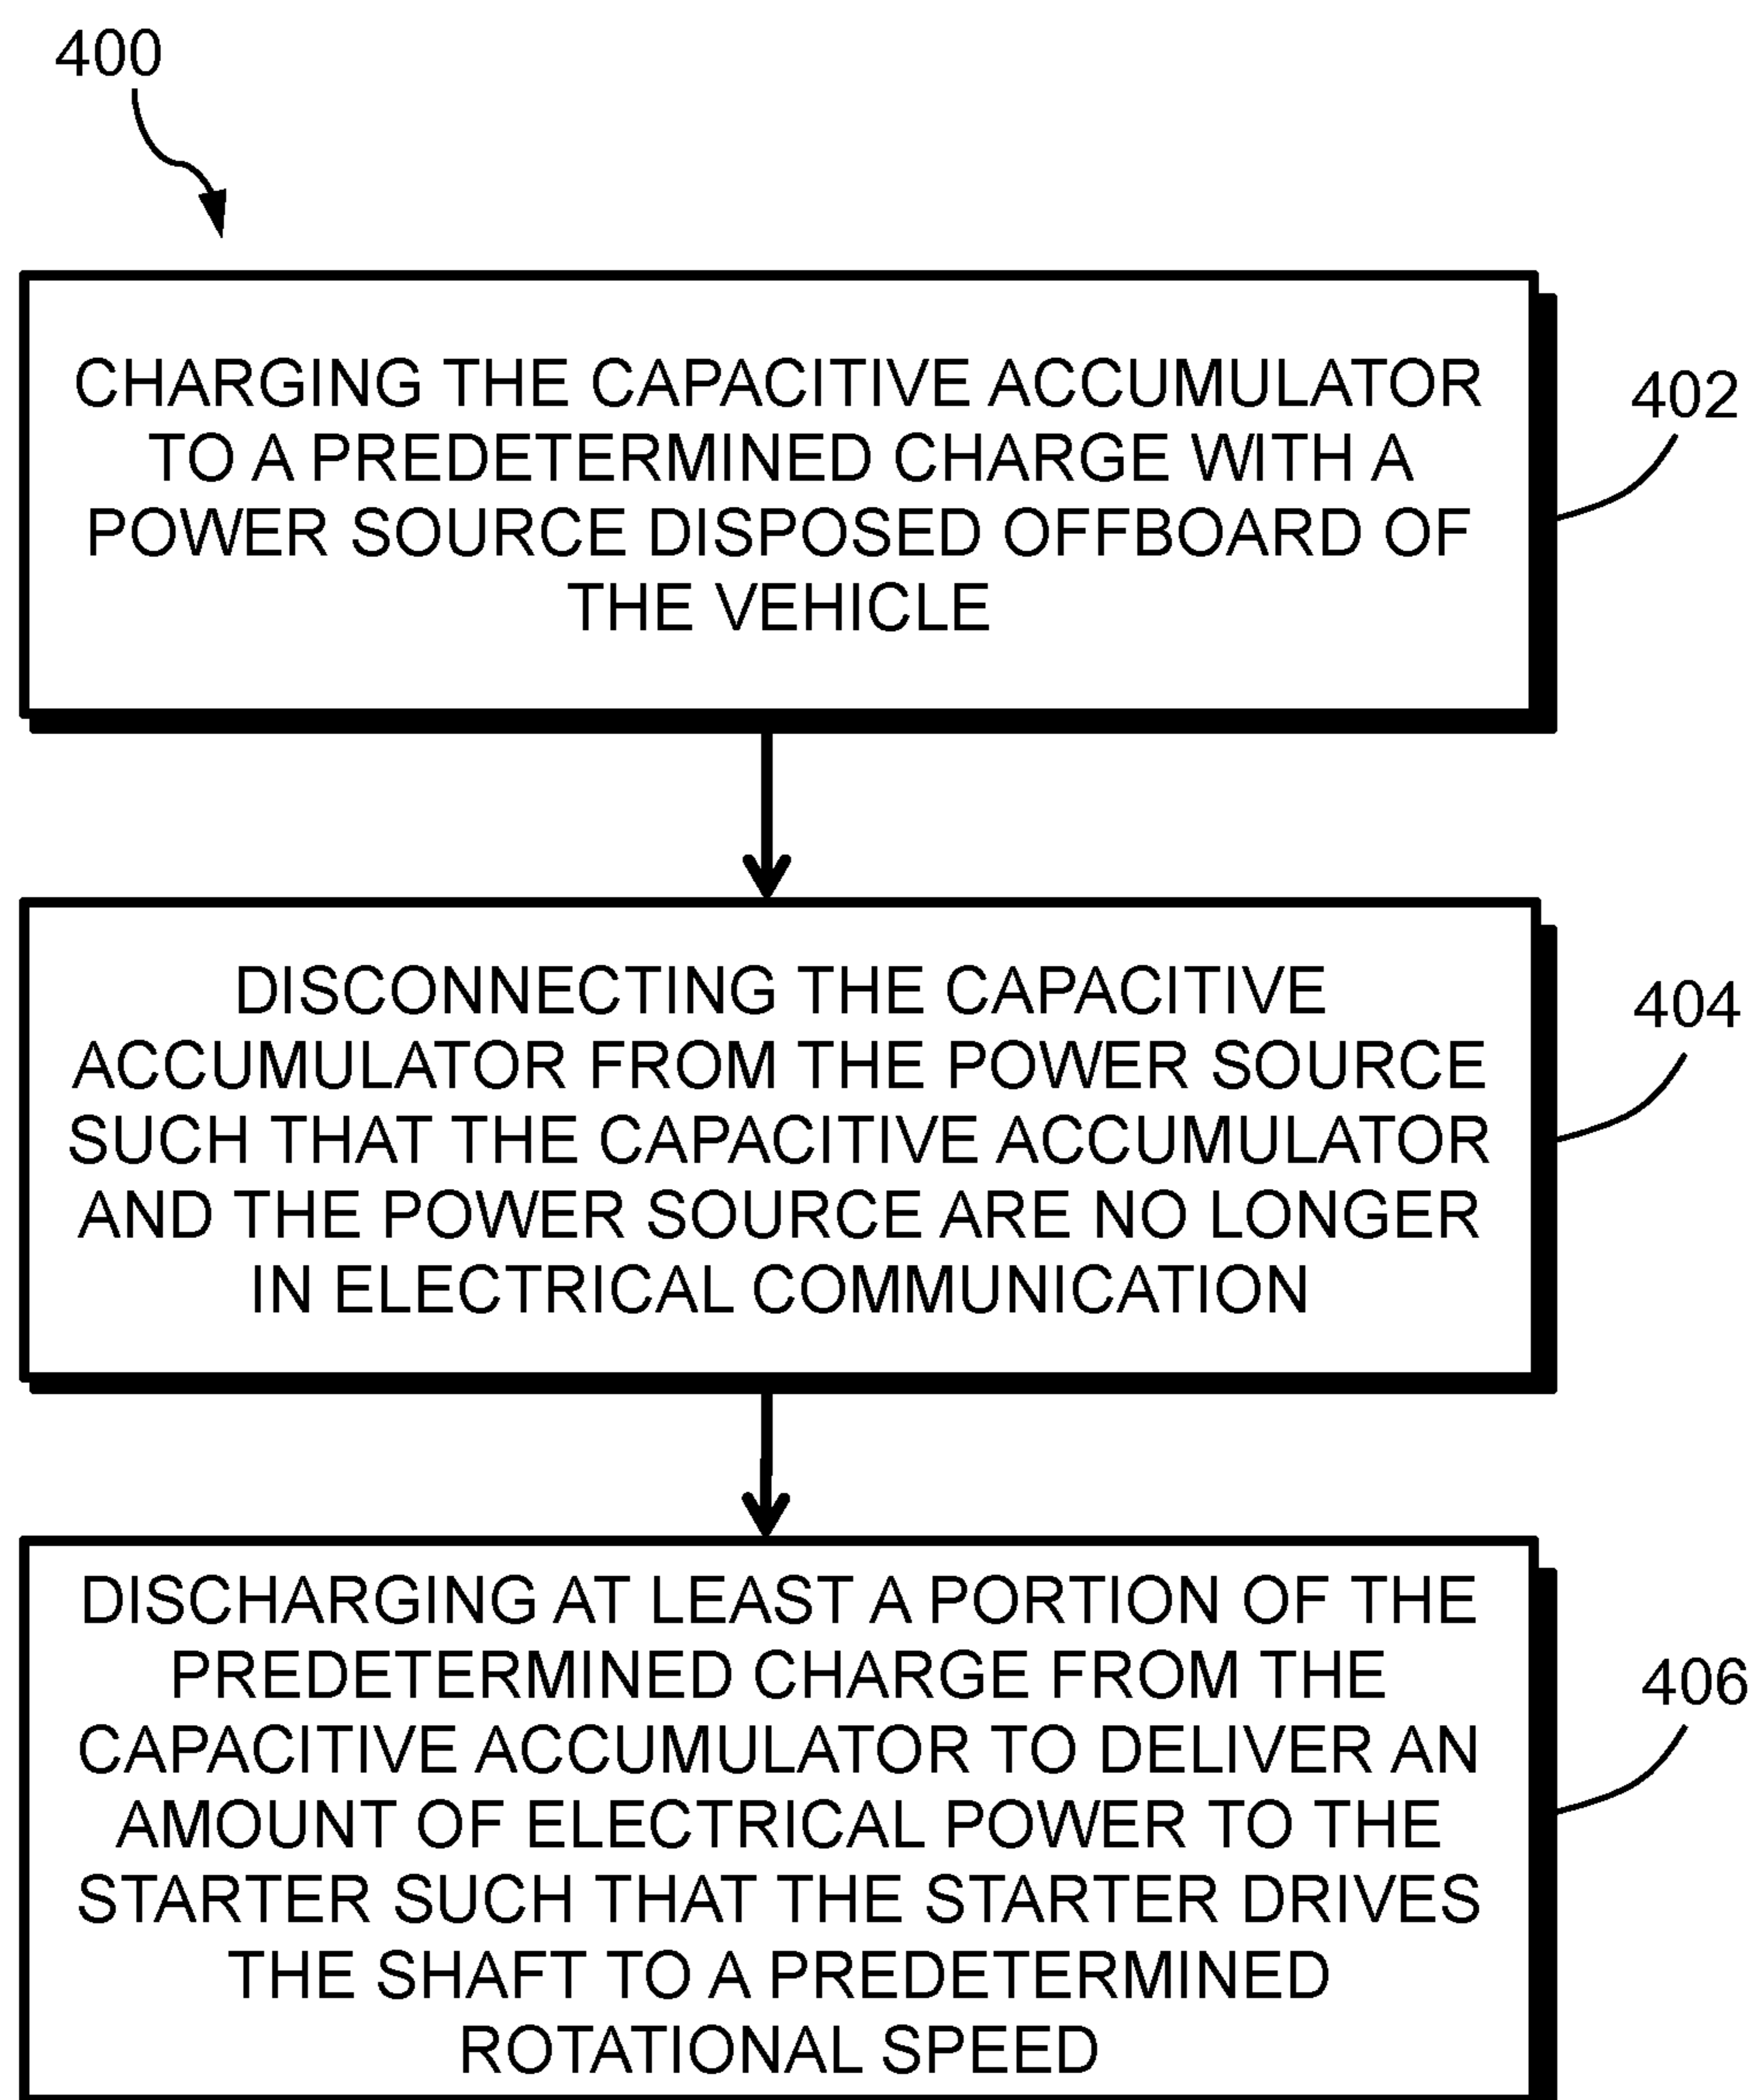 400
CHARGING THE CAPACITIVE ACCUMULATOR
TO A PREDETERMINED CHARGE WITH A
POWER SOURCE DISPOSED OFFBOARD OF
THE VEHICLE
402
DISCONNECTING THE CAPACITIVE
ACCUMULATOR FROM THE POWER SOURCE
SUCH THAT THE CAPACITIVE ACCUMULATOR
AND THE POWER SOURCE ARE NO LONGER
IN ELECTRICAL COMMUNICATION
404
DISCHARGING AT LEAST A PORTION OF THE
PREDETERMINED CHARGE FROM THE
CAPACITIVE ACCUMULATOR TO DELIVER AN
AMOUNT OF ELECTRICAL POWER TO THE
STARTER SUCH THAT THE STARTER DRIVES
THE SHAFT TO A PREDETERMINED
ROTATIONAL SPEED
406